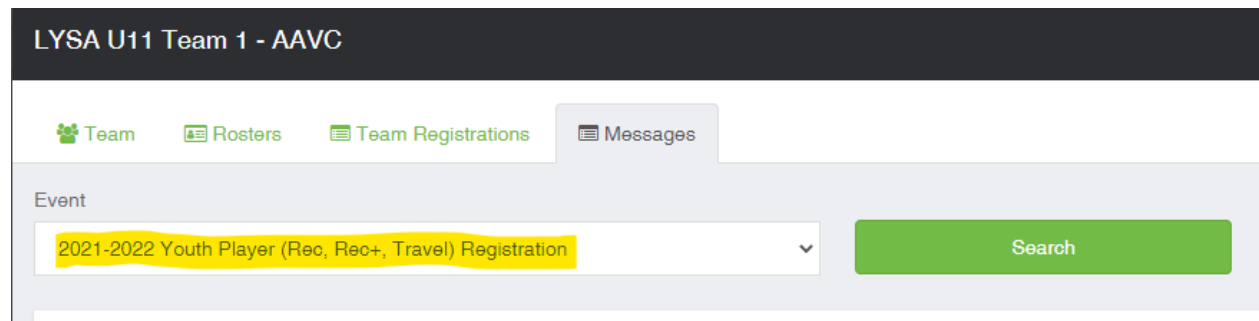 LYSA U11 Team 1 - AAVC
Team Rosters Team Registrations Messages
Event
2021-2022 Youth Player (Rec, Rec+, Travel) Registration Search